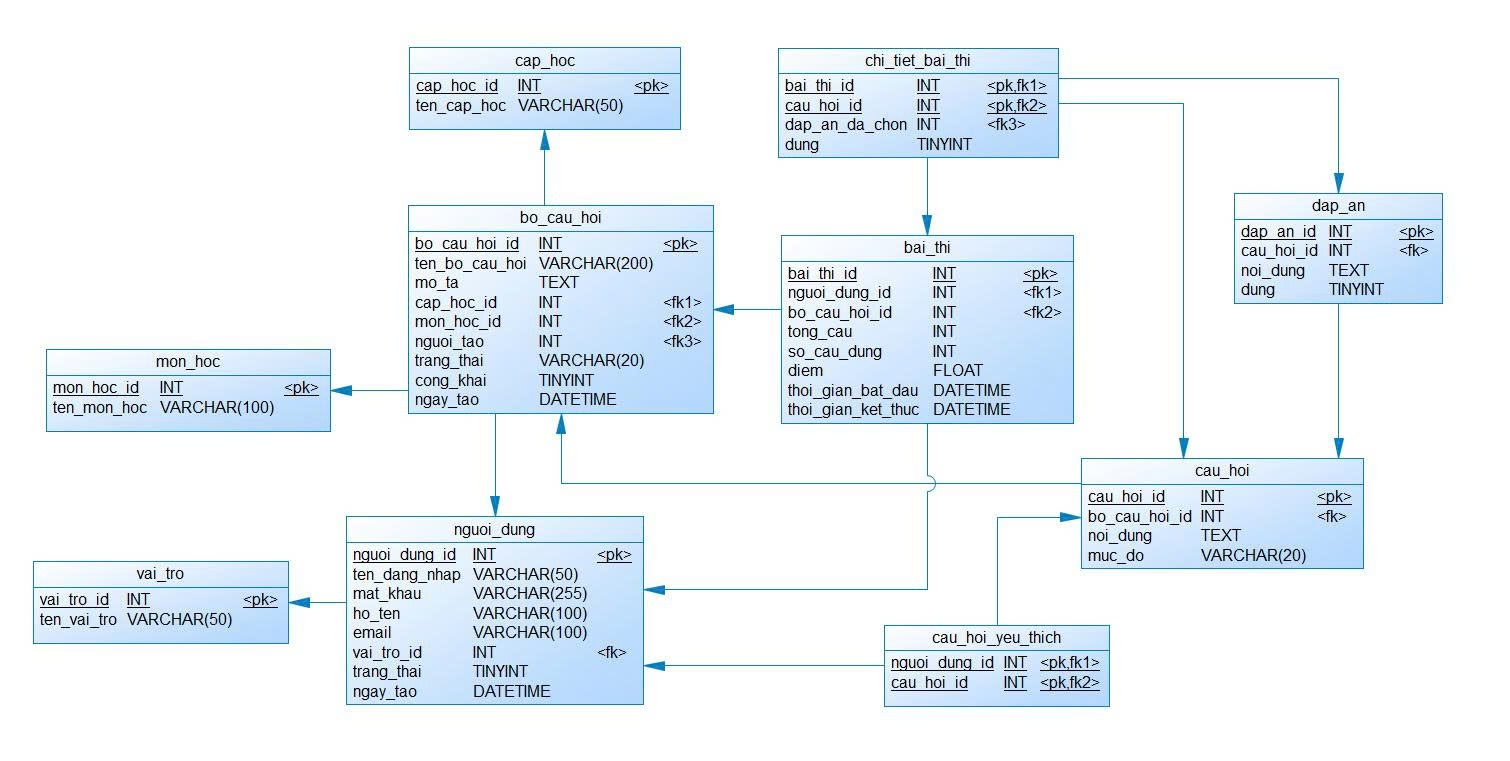 cap_hoc
cap_hoc_id INT <pk>
ten_cap_hoc VARCHAR(50)
chi_tiet_bai_thi
bai_thi_id INT <pk,fk1>
cau_hoi_id INT <pk,fk2>
dap_an_da_chon INT <fk3>
dung TINYINT
dap_an
dap_an_id INT <pk>
cau_hoi_id INT <fk>
noi_dung TEXT
dung TINYINT
bo_cau_hoi
bo_cau_hoi_id INT <pk>
ten_bo_cau_hoi VARCHAR(200)
mo_ta TEXT
cap_hoc_id INT <fk1>
mon_hoc_id INT <fk2>
nguoi_tao INT <fk3>
trang_thai VARCHAR(20)
cong_khai TINYINT
ngay_tao DATETIME
bai_thi
bai_thi_id INT <pk>
nguoi_dung_id INT <fk1>
bo_cau_hoi_id INT <fk2>
tong_cau INT
so_cau_dung INT
diem FLOAT
thoi_gian_bat_dau DATETIME
thoi_gian_ket_thuc DATETIME
mon_hoc
mon_hoc_id INT <pk>
ten_mon_hoc VARCHAR(100)
cau_hoi
cau_hoi_id INT <pk>
bo_cau_hoi_id INT <fk>
noi_dung TEXT
muc_do VARCHAR(20)
nguoi_dung
nguoi_dung_id INT <pk>
ten_dang_nhap VARCHAR(50)
mat_khau VARCHAR(255)
ho_ten VARCHAR(100)
email VARCHAR(100)
vai_tro_id INT <fk>
trang_thai TINYINT
ngay_tao DATETIME
vai_tro
vai_tro_id INT <pk>
ten_vai_tro VARCHAR(50)
cau_hoi_yeu_thich
nguoi_dung_id INT <pk,fk1>
cau_hoi_id INT <pk,fk2>